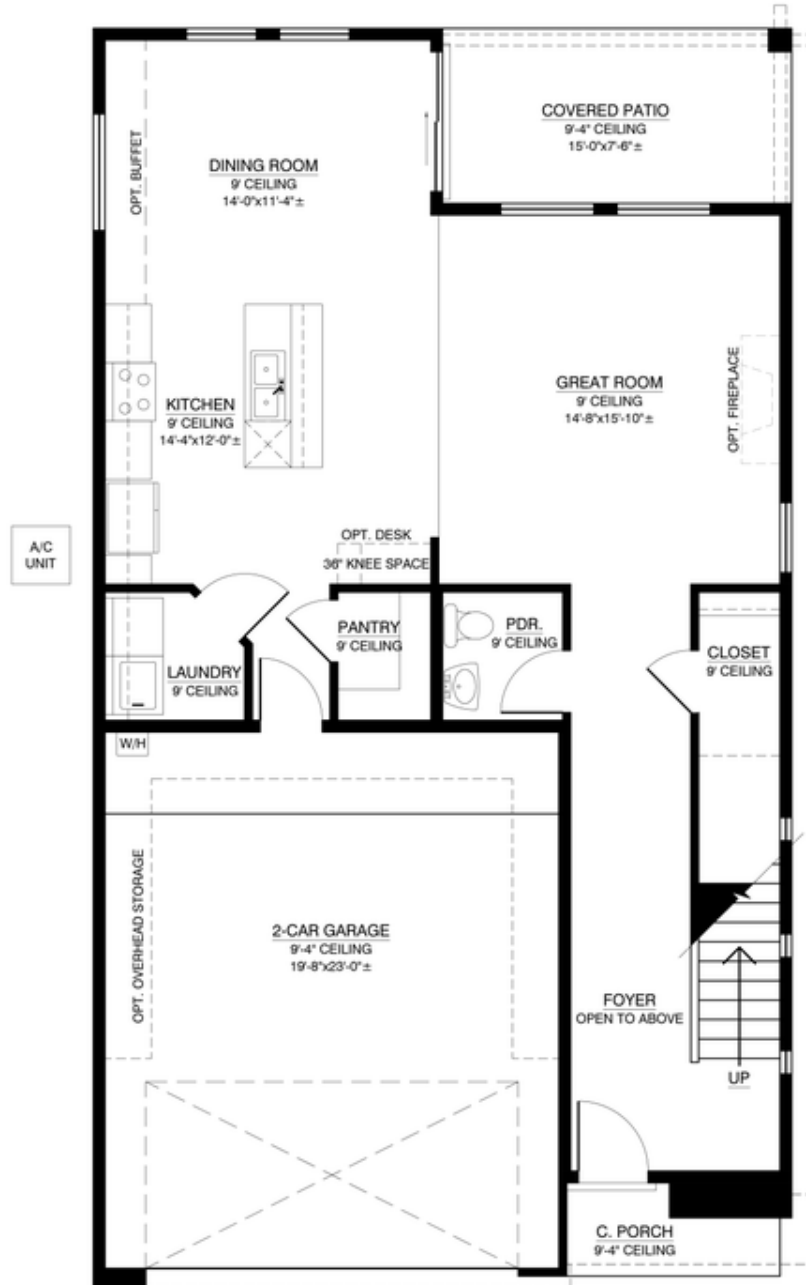 COVERED PATIO
9'-4" CEILING
15'-0"x7'-6"±
OPT. BUFFET
DINING ROOM
9' CEILING
14'-0"x11'-4"±
KITCHEN
9' CEILING
14'-4"x12'-0"±
GREAT ROOM
9' CEILING
14'-8"x15'-10"±
OPT. FIREPLACE
A/C
UNIT
OPT. DESK
36" KNEE SPACE
LAUNDRY
9' CEILING
PANTRY
9' CEILING
PDR.
9' CEILING
CLOSET
9' CEILING
W/H
OPT. OVERHEAD STORAGE
2-CAR GARAGE
9'-4" CEILING
19'-8"x23'-0"±
FOYER
OPEN TO ABOVE
UP
C. PORCH
9'-4" CEILING